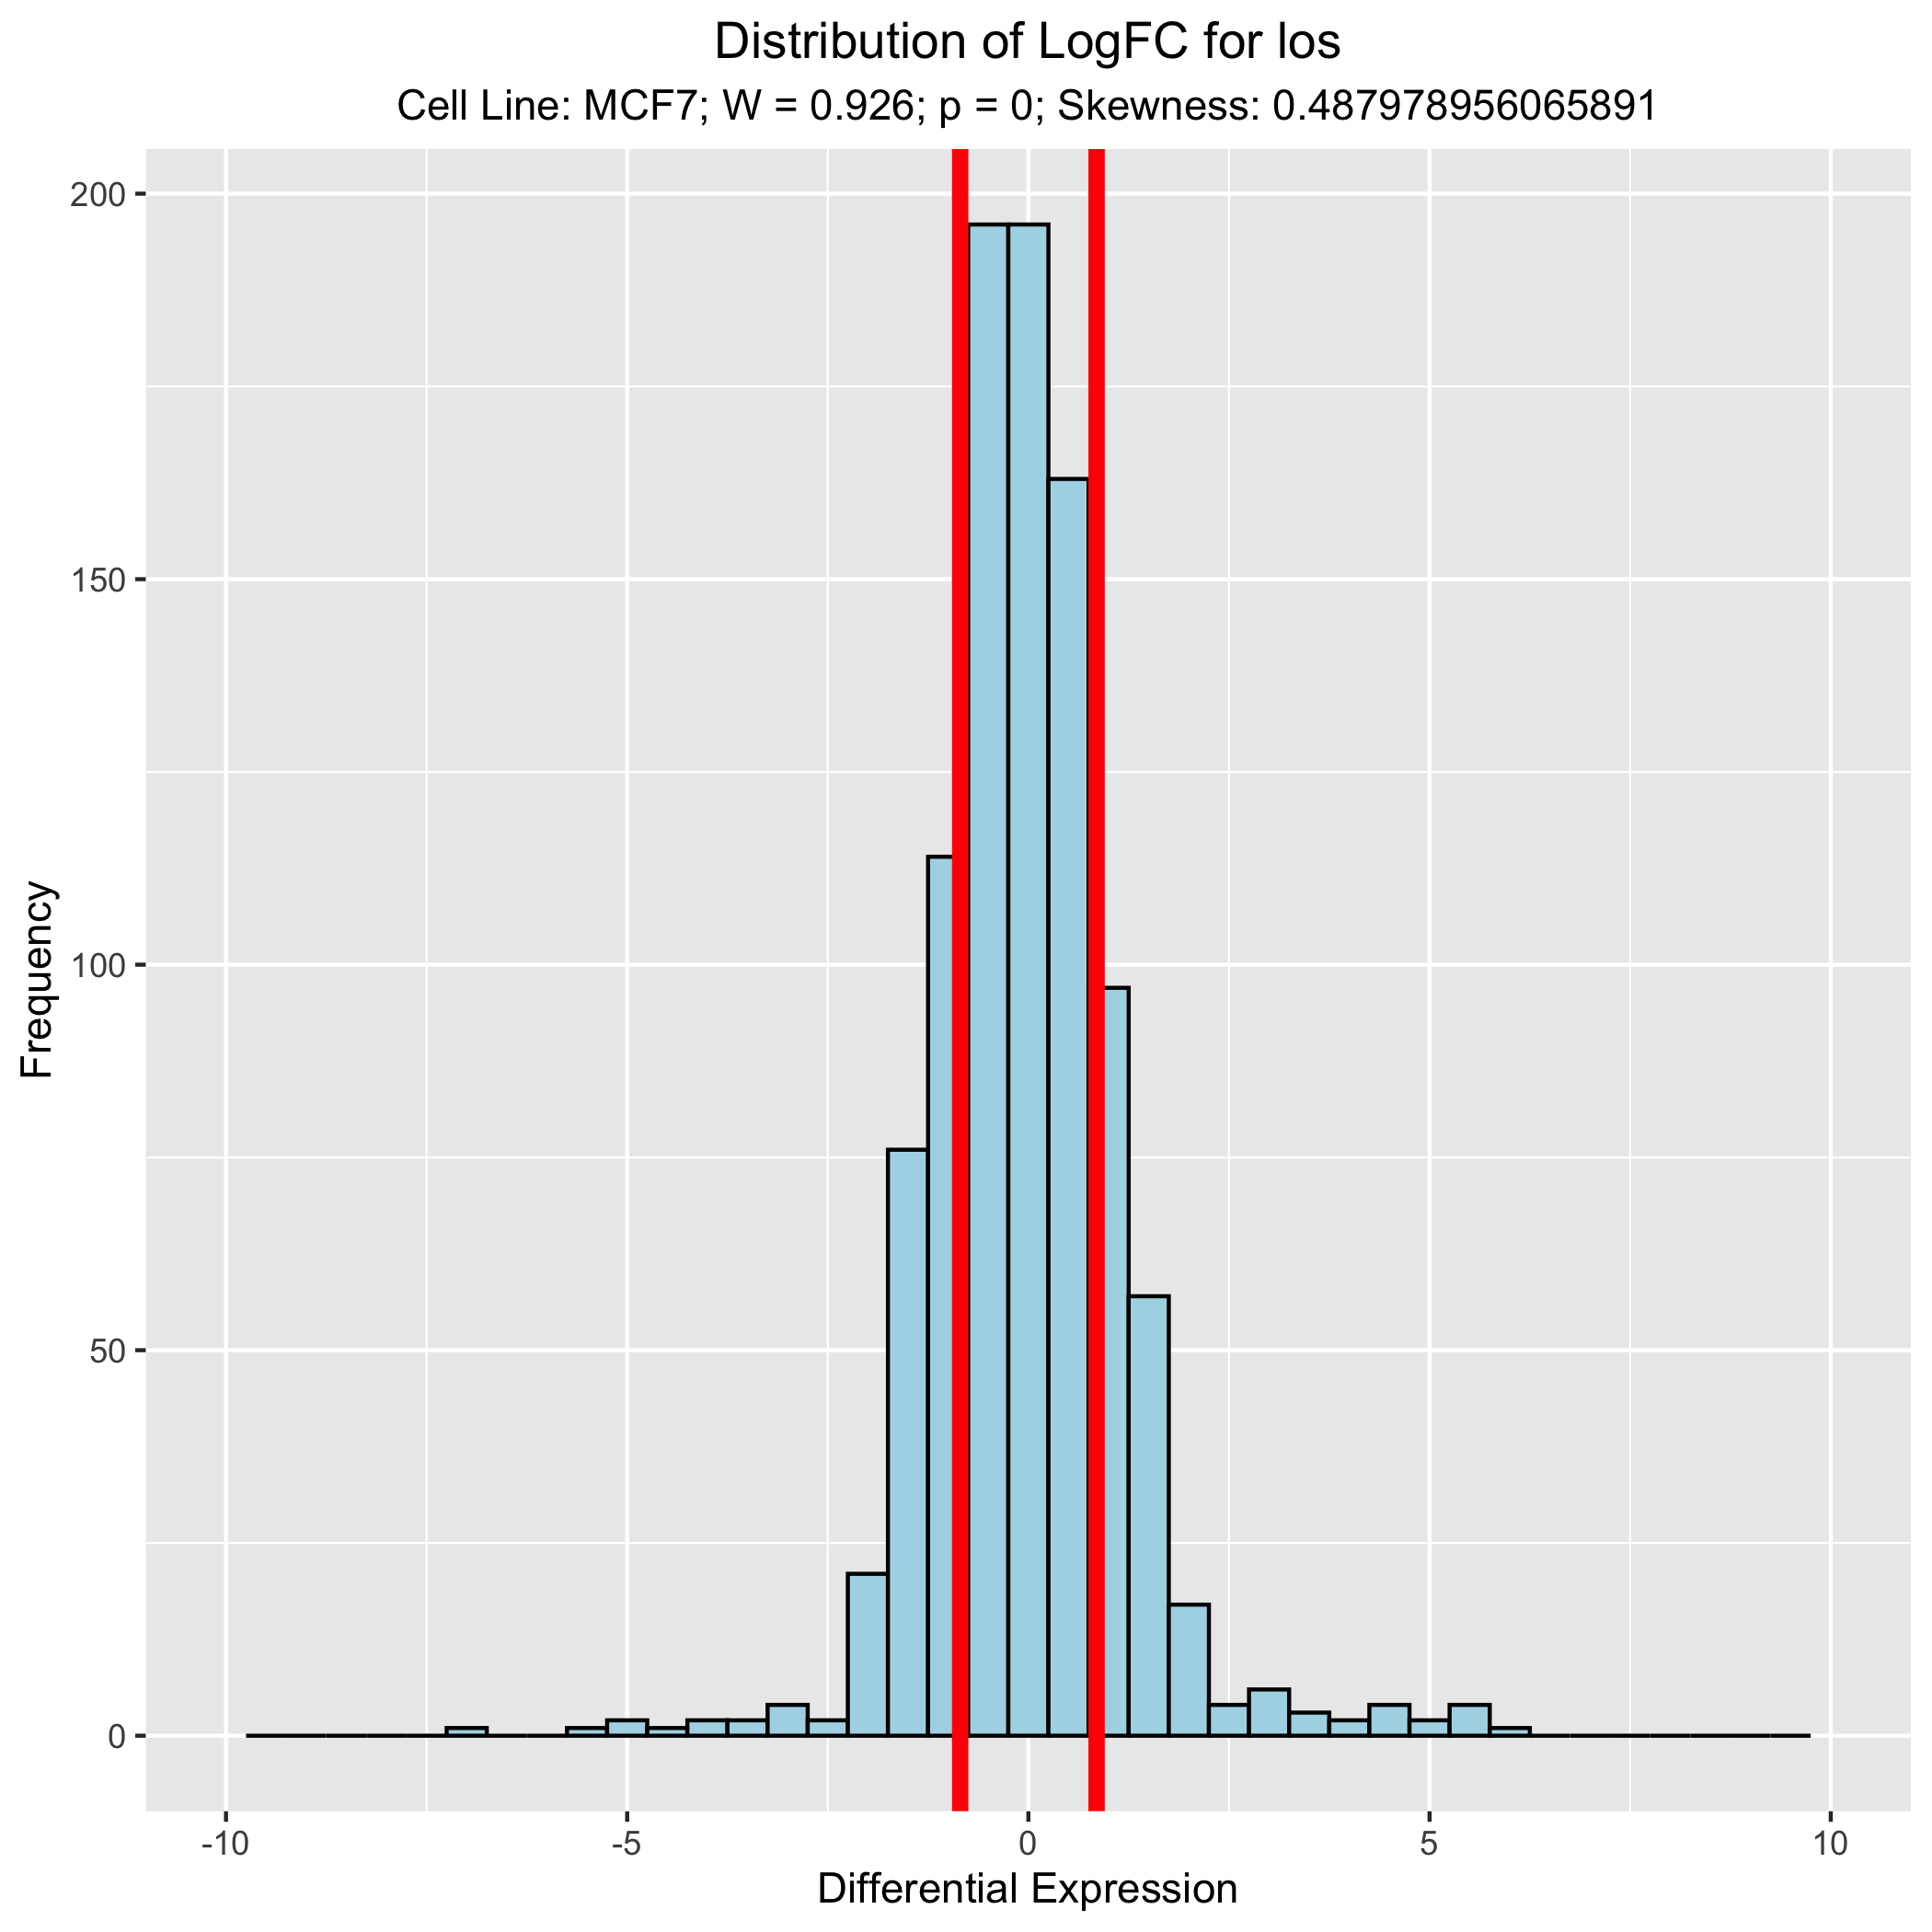 Distribution of LogFC for los
Cell Line: MCF7; W = 0.926; p = 0; Skewness: 0.487978956065891
Frequency
200
150
100
50
0
-10
-5
0
5
10
Differential Expression